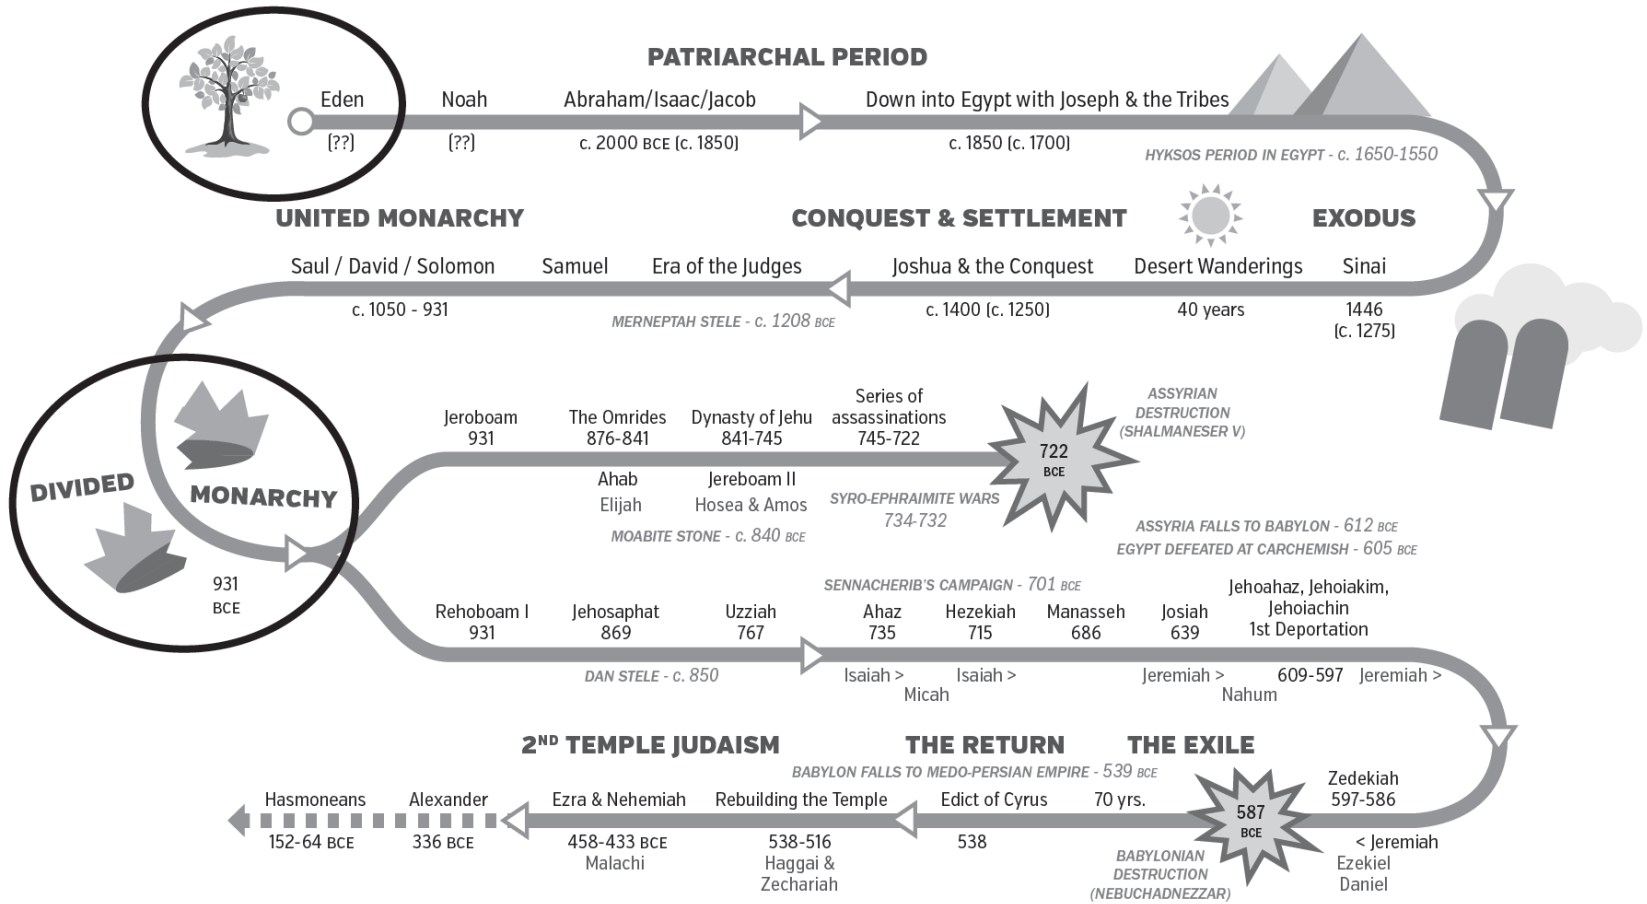 PATRIARCHAL PERIOD
Eden
Noah
Abraham/Isaac/Jacob
Down into Egypt with Joseph & the Tribes
(??)
(??)
c. 2000 BCE (c. 1850)
c. 1850 (c. 1700)
HYKSOS PERIOD IN EGYPT - c. 1650-1550
UNITED MONARCHY
CONQUEST & SETTLEMENT
EXODUS
Saul / David / Solomon
Samuel
Era of the Judges
Joshua & the Conquest
Desert Wanderings
Sinai
c. 1050 - 931
MERNEPTAH STELE - c. 1208 BCE
c. 1400 (c. 1250)
40 years
1446
(c. 1275)
DIVIDED
MONARCHY
931
BCE
Jeroboam
931
The Omrides
876-841
Dynasty of Jehu
841-745
Series of
assassinations
745-722
722
BCE
ASSYRIAN
DESTRUCTION
(SHALMANESER V)
Ahab
Elijah
Jereboam II
Hosea & Amos
SYRO-EPHRAIMITE WARS
734-732
MOABITE STONE - c. 840 BCE
ASSYRIA FALLS TO BABYLON - 612 BCE
EGYPT DEFEATED AT CARCHEMISH - 605 BCE
SENNACHERIB'S CAMPAIGN - 701 BCE
Rehoboam I
931
Jehosaphat
869
Uzziah
767
Ahaz
735
Hezekiah
715
Manasseh
686
Josiah
639
Jehoahaz, Jehoiakim,
Jehoiachin
1st Deportation
DAN STELE - c. 850
Isaiah >
Micah
Isaiah >
Jeremiah >
Nahum
609-597
Jeremiah >
2ND TEMPLE JUDAISM
THE RETURN
THE EXILE
BABYLON FALLS TO MEDO-PERSIAN EMPIRE - 539 BCE
Zedekiah
597-586
Hasmoneans
Alexander
Ezra & Nehemiah
Rebuilding the Temple
Edict of Cyrus
70 yrs.
587
BCE
152-64 BCE
336 BCE
458-433 BCE
Malachi
538-516
Haggai &
Zechariah
538
BABYLONIAN
DESTRUCTION
(NEBUCHADNEZZAR)
< Jeremiah
Ezekiel
Daniel